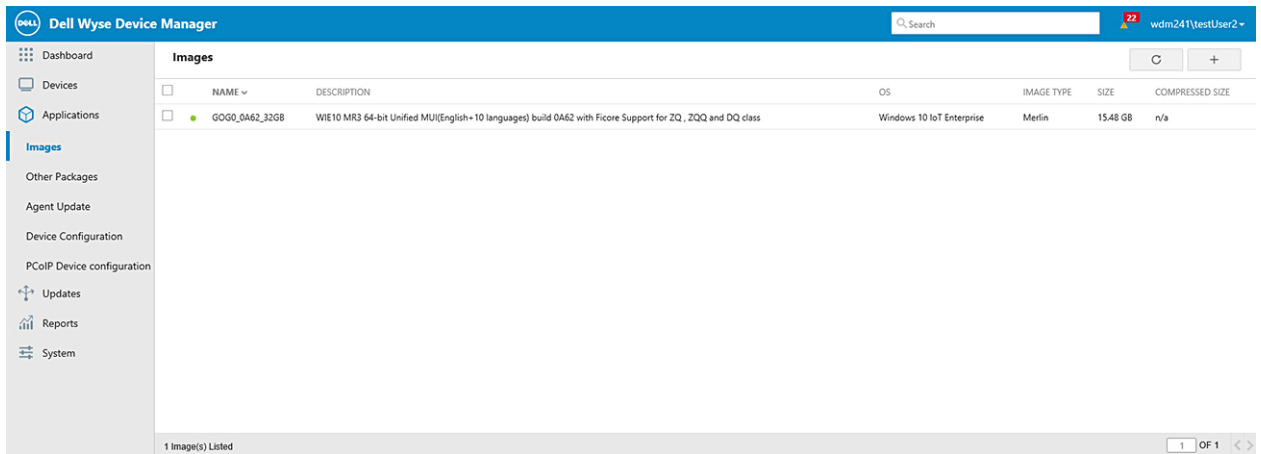 DELL Dell Wyse Device Manager Search 22 wdm241\testUser2
Dashboard
Devices
Applications
Images
Other Packages
Agent Update
Device Configuration
PCoIP Device configuration
Updates
Reports
System
Images
NAME DESCRIPTION OS IMAGE TYPE SIZE COMPRESSED SIZE
GOG0_0A62_32GB WIE10 MR3 64-bit Unified MUI(English+10 languages) build 0A62 with Ficore Support for ZQ , ZQQ and DQ class Windows 10 IoT Enterprise Merlin 15.48 GB n/a
1 Image(s) Listed 1 OF 1